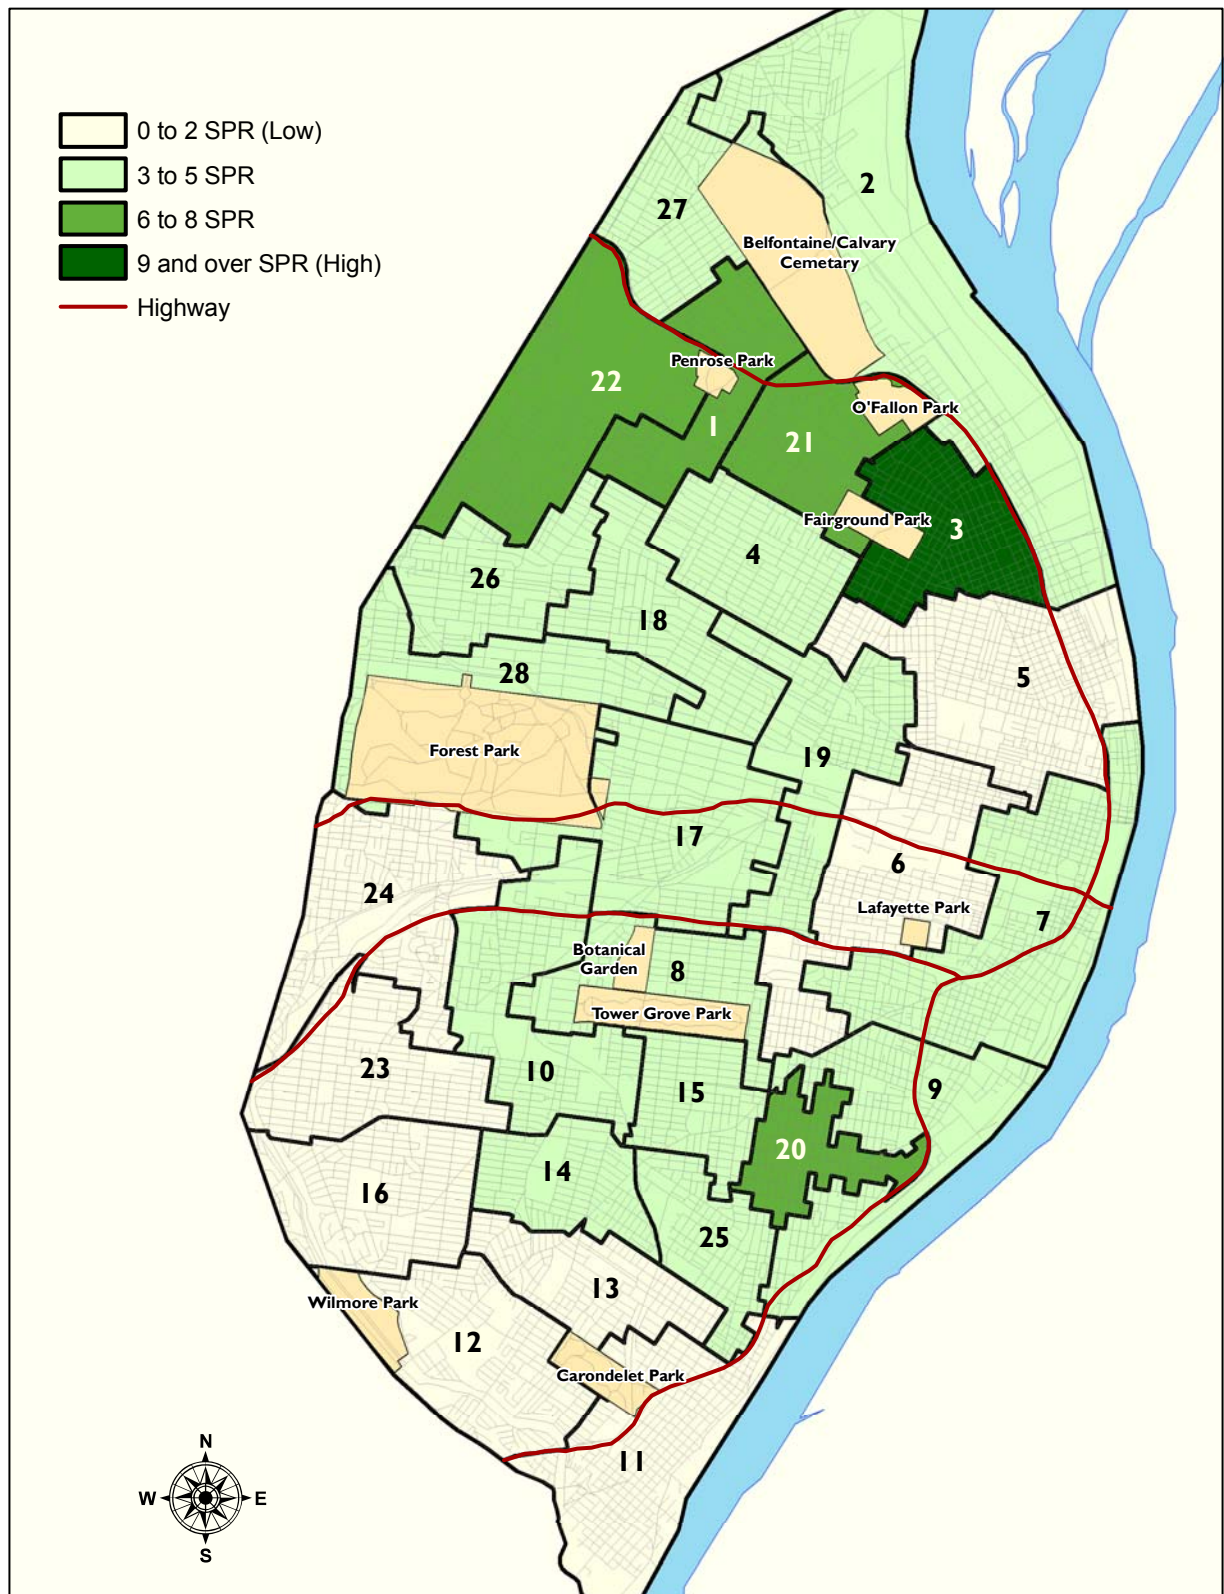 0 to 2 SPR (Low)
3 to 5 SPR
6 to 8 SPR
9 and over SPR (High)
Highway
2
27
Belfontaine/Calvary
Cemetary
Penrose Park
22
O'Fallon Park
1
21
Fairground Park
3
4
26
18
28
5
Forest Park
19
17
6
24
Lafayette Park
7
Botanical
Garden
8
Tower Grove Park
23
10
15
9
20
14
16
25
13
Wilmore Park
12
Carondelet Park
11
N
W
E
S